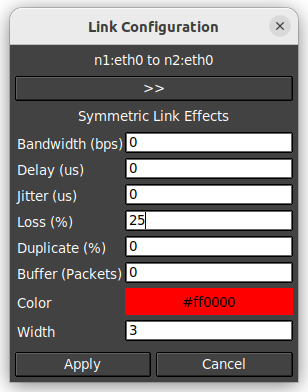 Link Configuration
n1:eth0 to n2:eth0
>>
Symmetric Link Effects
Bandwidth (bps) 0
Delay (us) 0
Jitter (us) 0
Loss (%) 25
Duplicate (%) 0
Buffer (Packets) 0
Color #ff0000
Width 3
Apply Cancel